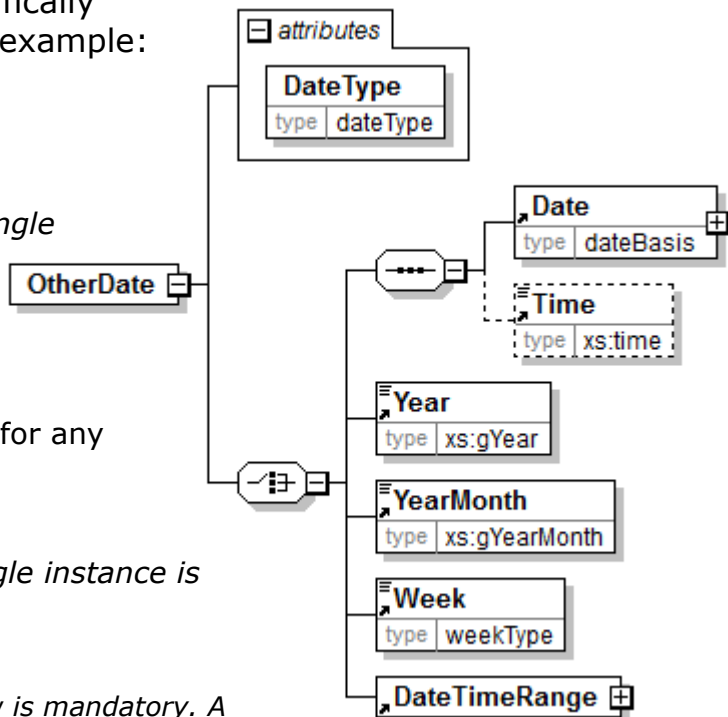 fically
example:
ngle
for any
gle instance is
y is mandatory. A
attributes
DateType
type dateType
OtherDate
Date
type dateBasis
Time
type xs:time
Year
type xs:gYear
YearMonth
type xs:gYearMonth
Week
type weekType
DateTimeRange